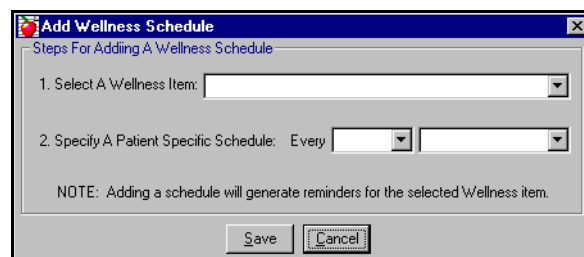 Add Wellness Schedule
Steps For Addiing A Wellness Schedule
1. Select A Wellness Item:
2. Specify A Patient Specific Schedule: Every
NOTE: Adding a schedule will generate reminders for the selected Wellness item.
Save Cancel